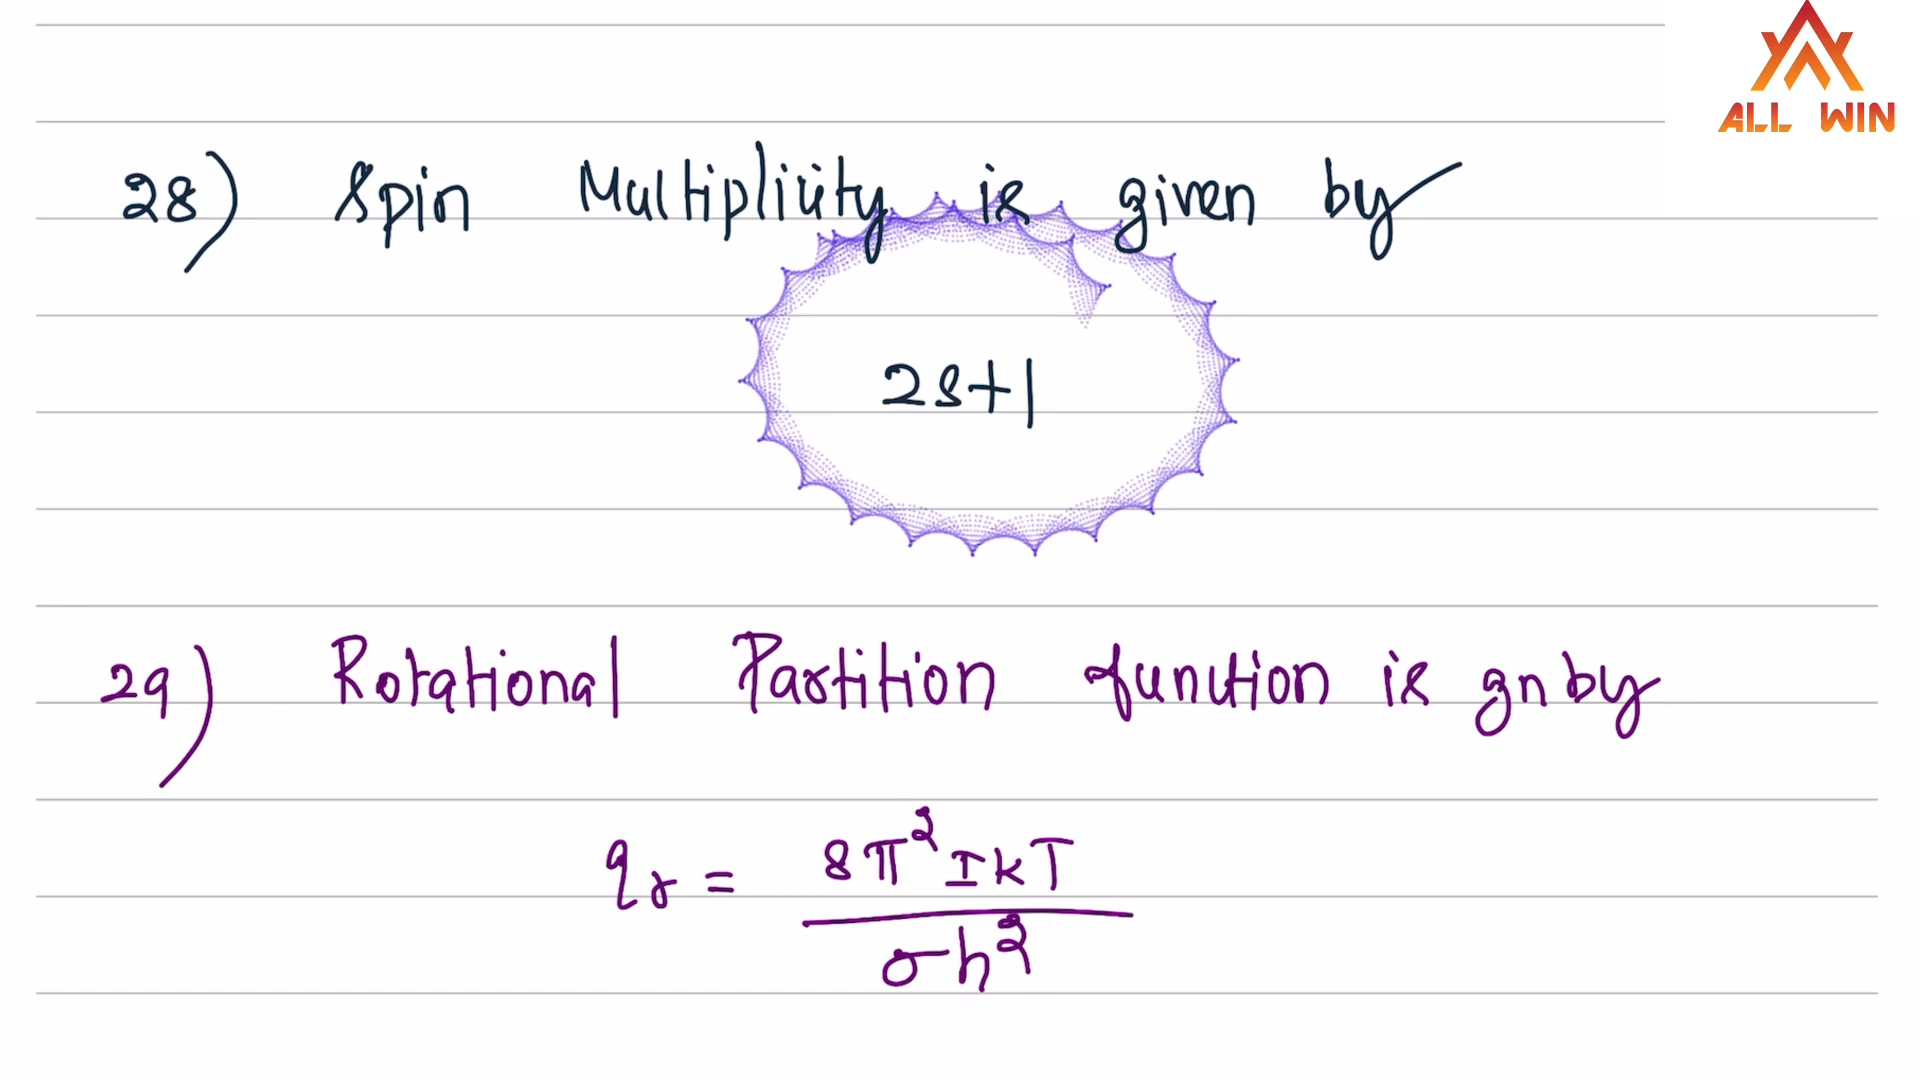 ALL WIN
28) Spin Multiplicity is given by
2s+1
29) Rotational Partition function is gn by
qr = 8π²IkT
σh²